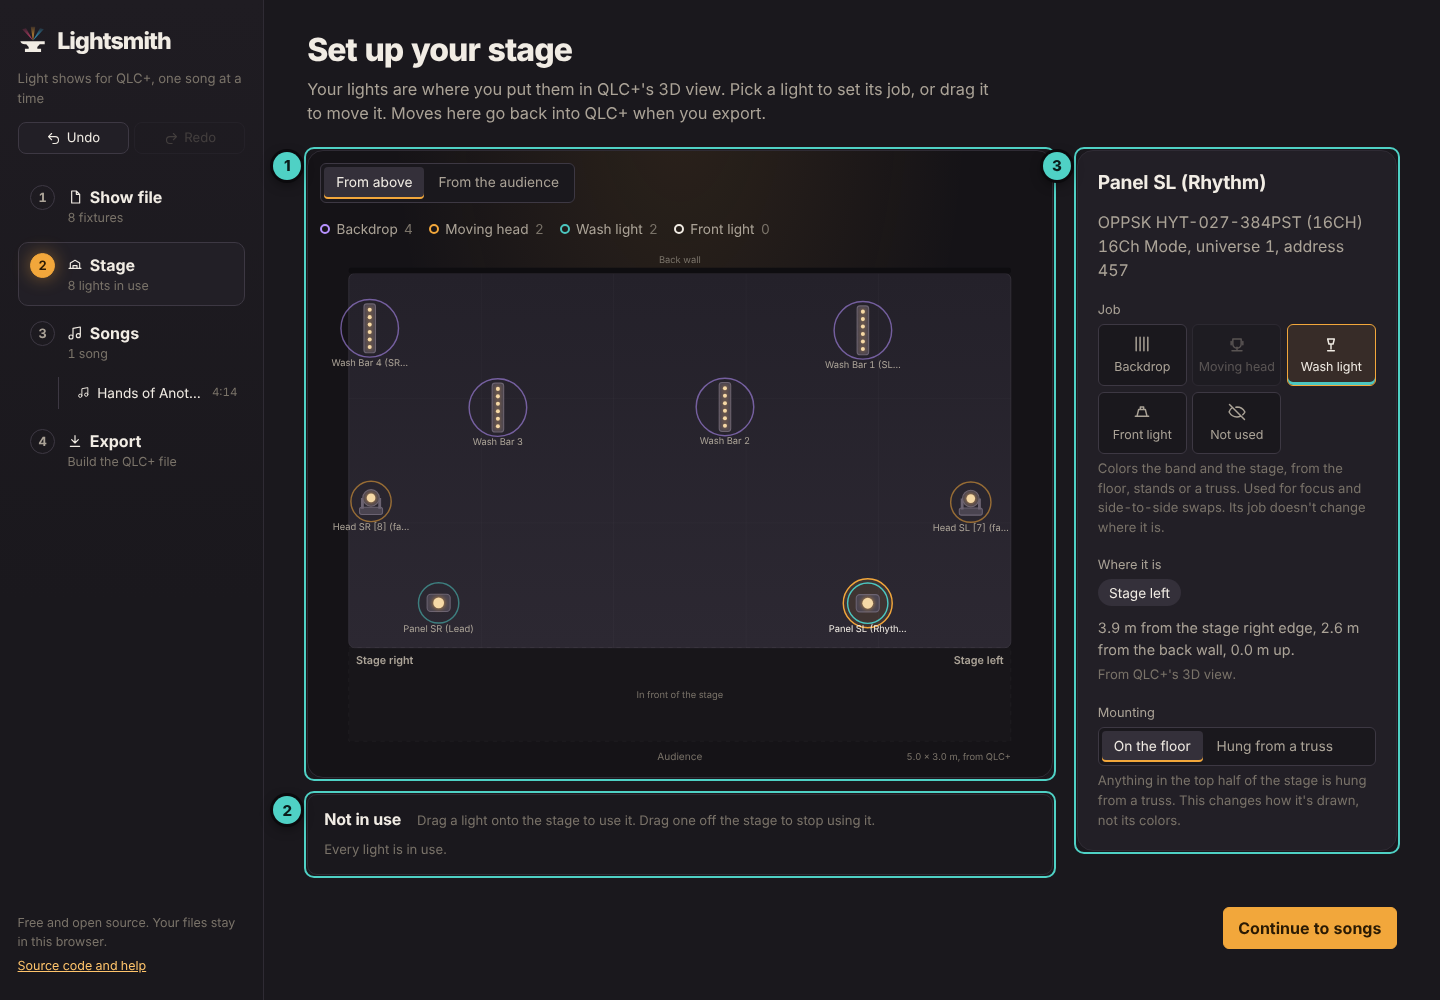 Lightsmith
Light shows for QLC+, one song at a
time
Undo
Redo
1
Show file
8 fixtures
2
Stage
8 lights in use
3
Songs
1 song
Hands of Anot... 4:14
4
Export
Build the QLC+ file
Free and open source. Your files stay
in this browser.
Source code and help
Set up your stage
Your lights are where you put them in QLC+'s 3D view. Pick a light to set its job, or drag it
to move it. Moves here go back into QLC+ when you export.
1
From above
From the audience
Backdrop 4
Moving head 2
Wash light 2
Front light 0
Back wall
Wash Bar 4 (SR...
Wash Bar 1 (SL...
Wash Bar 3
Wash Bar 2
Head SR [8] (fa...
Head SL [7] (fa...
Panel SR (Lead)
Panel SL (Rhyth...
Stage right
Stage left
In front of the stage
Audience
5.0 × 3.0 m, from QLC+
2
Not in use
Drag a light onto the stage to use it. Drag one off the stage to stop using it.
Every light is in use.
3
Panel SL (Rhythm)
OPPSK HYT-027-384PST (16CH)
16Ch Mode, universe 1, address
457
Job
Backdrop
Moving head
Wash light
Front light
Not used
Colors the band and the stage, from the
floor, stands or a truss. Used for focus and
side-to-side swaps. Its job doesn't change
where it is.
Where it is
Stage left
3.9 m from the stage right edge, 2.6 m
from the back wall, 0.0 m up.
From QLC+'s 3D view.
Mounting
On the floor
Hung from a truss
Anything in the top half of the stage is hung
from a truss. This changes how it's drawn,
not its colors.
Continue to songs